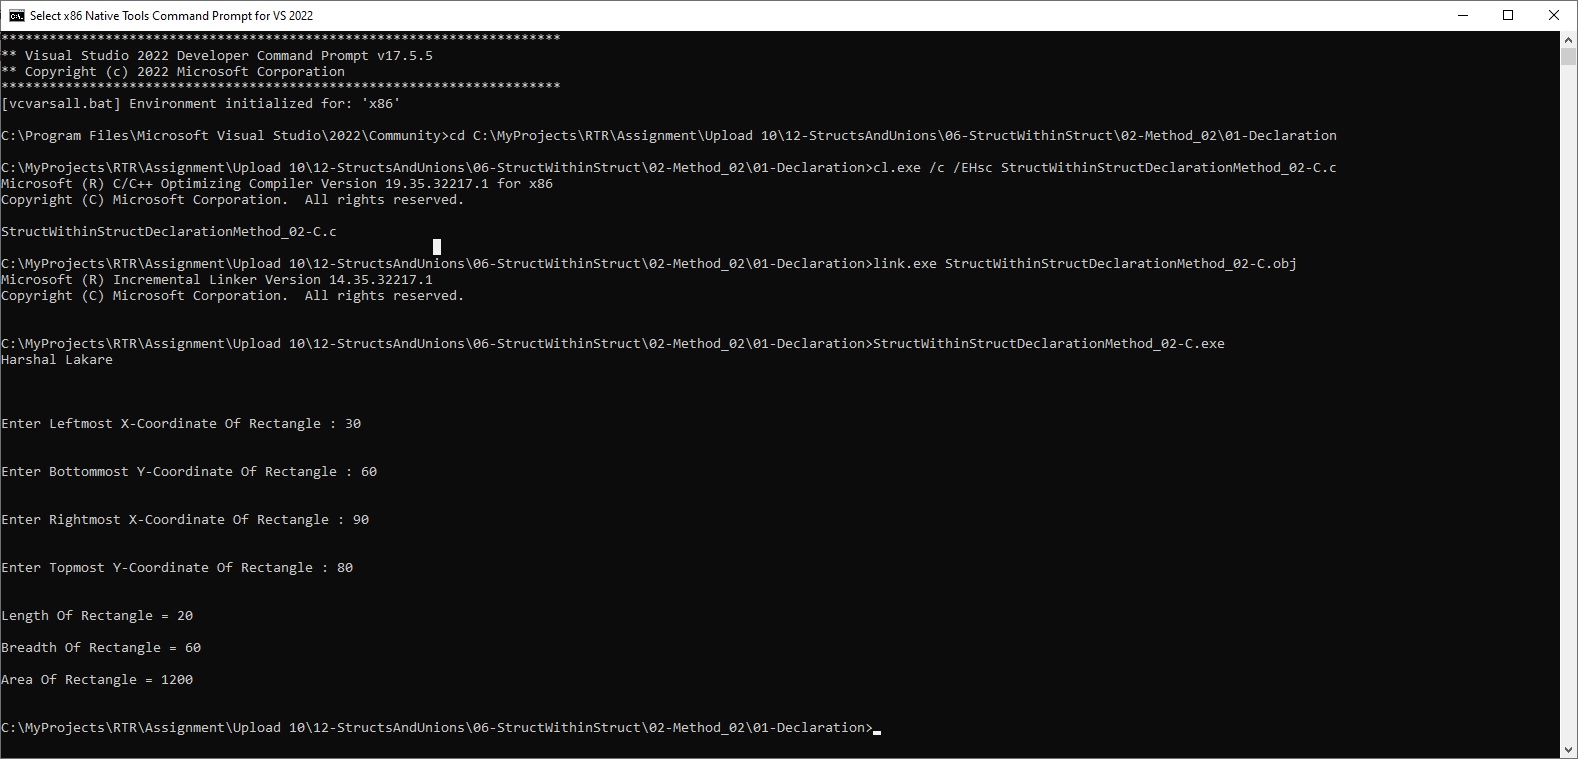 Select x86 Native Tools Command Prompt for VS 2022
**********************************************************************
** Visual Studio 2022 Developer Command Prompt v17.5.5
** Copyright (c) 2022 Microsoft Corporation
**********************************************************************
[vcvarsall.bat] Environment initialized for: 'x86'
C:\Program Files\Microsoft Visual Studio\2022\Community>cd C:\MyProjects\RTR\Assignment\Upload 10\12-StructsAndUnions\06-StructWithinStruct\02-Method_02\01-Declaration
C:\MyProjects\RTR\Assignment\Upload 10\12-StructsAndUnions\06-StructWithinStruct\02-Method_02\01-Declaration>cl.exe /c /EHsc StructWithinStructDeclarationMethod_02-C.c
Microsoft (R) C/C++ Optimizing Compiler Version 19.35.32217.1 for x86
Copyright (C) Microsoft Corporation.  All rights reserved.
StructWithinStructDeclarationMethod_02-C.c
C:\MyProjects\RTR\Assignment\Upload 10\12-StructsAndUnions\06-StructWithinStruct\02-Method_02\01-Declaration>link.exe StructWithinStructDeclarationMethod_02-C.obj
Microsoft (R) Incremental Linker Version 14.35.32217.1
Copyright (C) Microsoft Corporation.  All rights reserved.
C:\MyProjects\RTR\Assignment\Upload 10\12-StructsAndUnions\06-StructWithinStruct\02-Method_02\01-Declaration>StructWithinStructDeclarationMethod_02-C.exe
Harshal Lakare
Enter Leftmost X-Coordinate Of Rectangle : 30
Enter Bottommost Y-Coordinate Of Rectangle : 60
Enter Rightmost X-Coordinate Of Rectangle : 90
Enter Topmost Y-Coordinate Of Rectangle : 80
Length Of Rectangle = 20
Breadth Of Rectangle = 60
Area Of Rectangle = 1200
C:\MyProjects\RTR\Assignment\Upload 10\12-StructsAndUnions\06-StructWithinStruct\02-Method_02\01-Declaration>